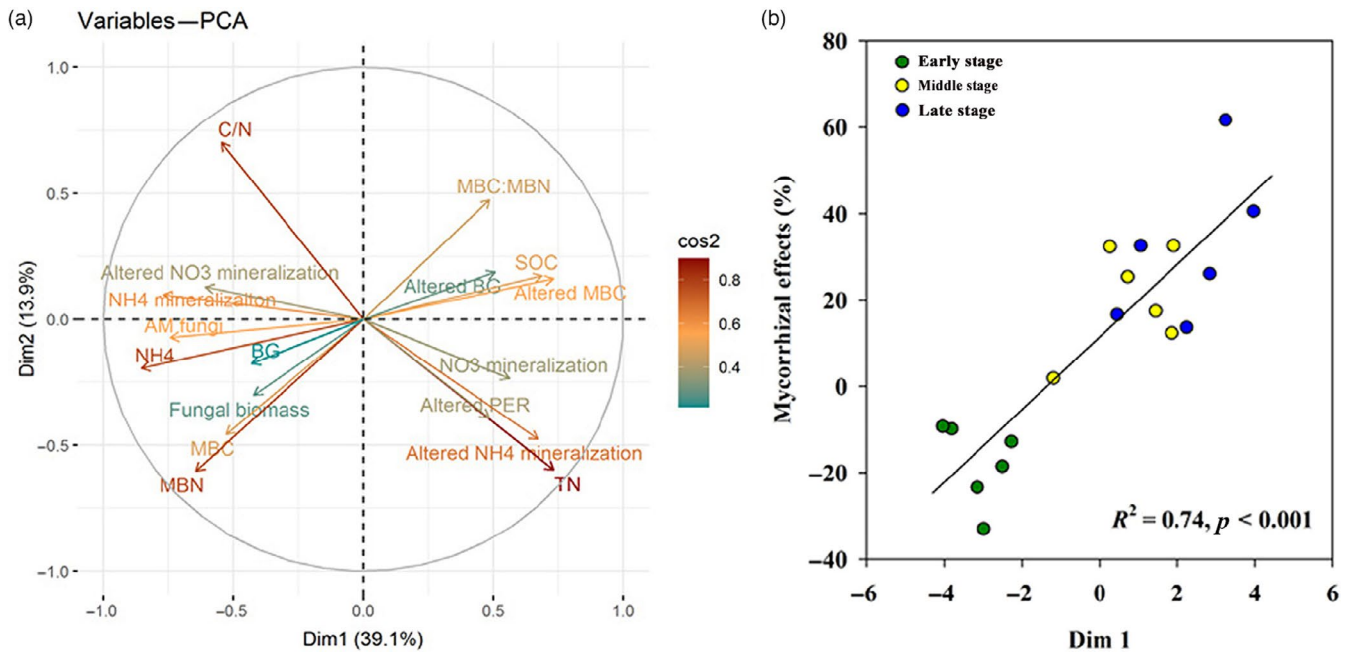 (a)
Variables—PCA
1.0
0.5
0.0
−0.5
−1.0
Dim2 (13.9%)
C/N
MBC:MBN
Altered NO3 mineralization
NH4 mineralizaiton
AM fungi
NH4
BG
Fungal biomass
MBC
MBN
SOC
Altered BG
Altered MBC
NO3 mineralization
Altered PER
Altered NH4 mineralization
TN
−1.0 −0.5 0.0 0.5 1.0
Dim1 (39.1%)
cos2
0.8
0.6
0.4
(b)
80
60
40
20
0
−20
−40
Mycorrhizal effects (%)
Early stage
Middle stage
Late stage
R² = 0.74, p < 0.001
−6 −4 −2 0 2 4 6
Dim 1